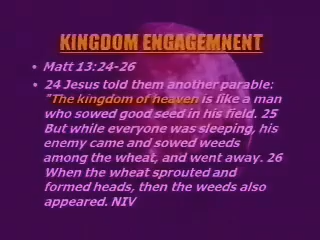 KINGDOM ENGAGEMNENT
• Matt 13:24-26
• 24 Jesus told them another parable:
"The kingdom of heaven is like a man
who sowed good seed in his field. 25
But while everyone was sleeping, his
enemy came and sowed weeds
among the wheat, and went away. 26
When the wheat sprouted and
formed heads, then the weeds also
appeared. NIV